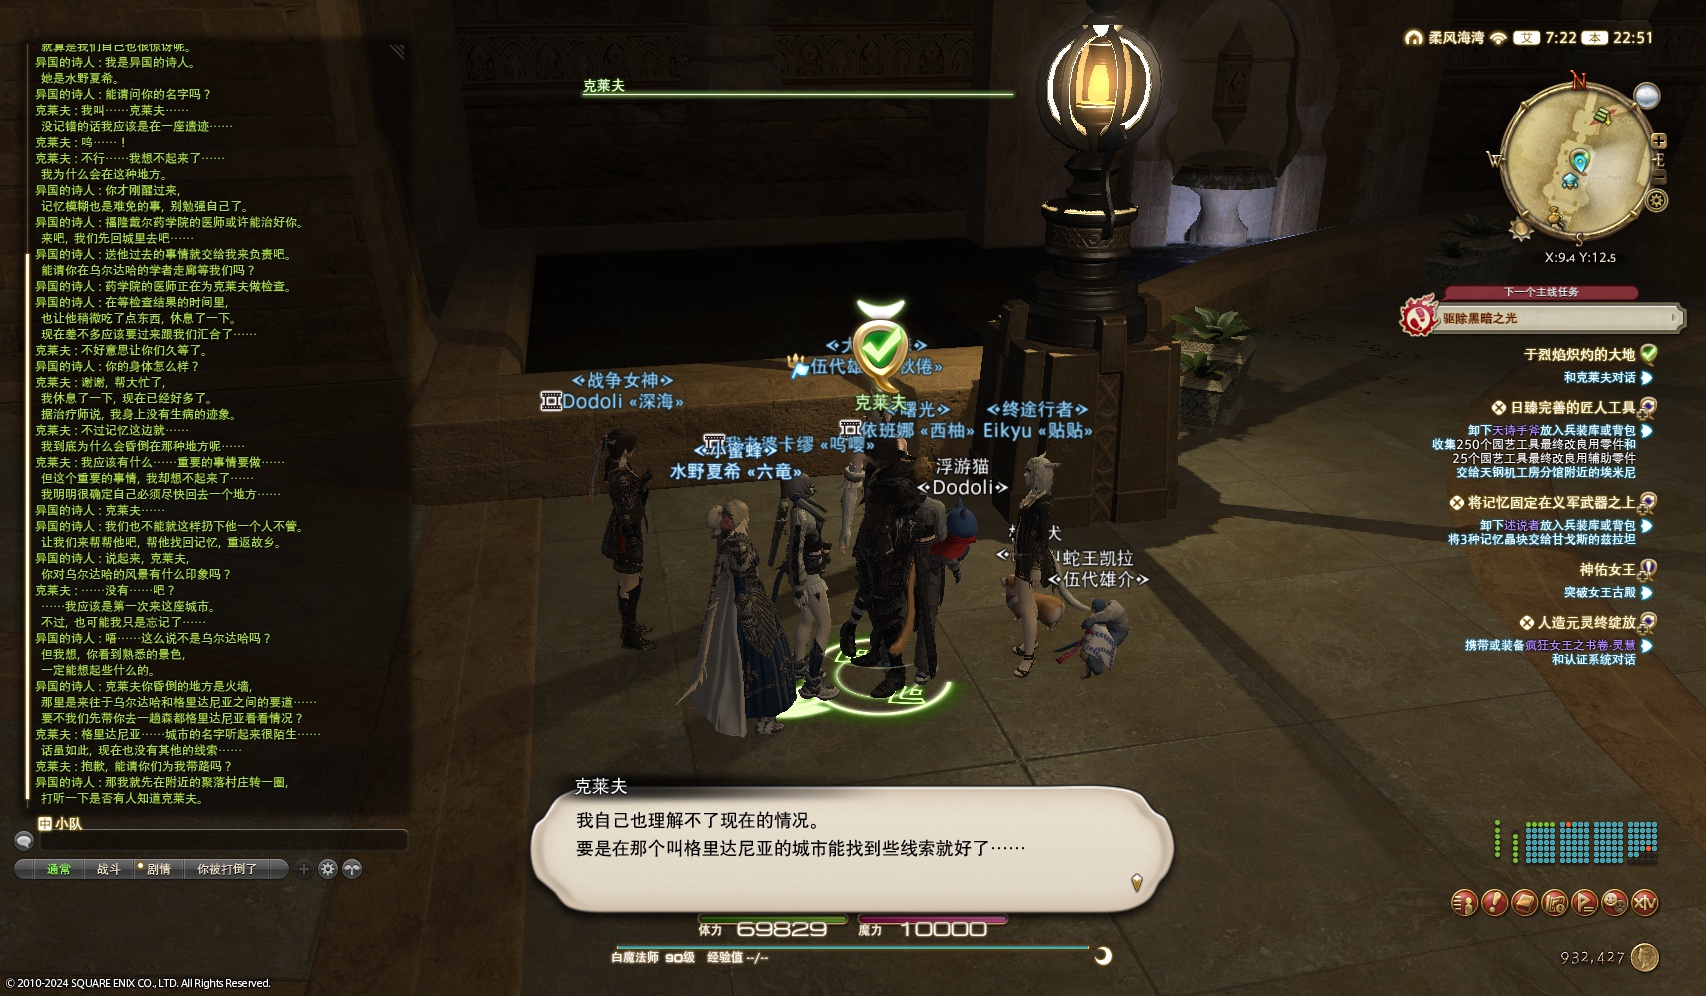 就算是我们自己也很惊讶呢。
异国的诗人：我是异国的诗人。
她是水野夏希。
异国的诗人：能请问你的名字吗？
克莱夫：我叫……克莱夫……
没记错的话我应该是在一座遗迹……
克莱夫：呜……！
克莱夫：不行……我想不起来了……
我为什么会在这种地方。
异国的诗人：你才刚醒过来，
记忆模糊也是难免的事，别勉强自己了。
异国的诗人：福隆戴尔药学院的医师或许能治好你。
来吧，我们先回城里去吧……
异国的诗人：送他过去的事情就交给我来负责吧。
能请你在乌尔达哈的学者走廊等我们吗？
异国的诗人：药学院的医师正在为克莱夫做检查。
异国的诗人：在等检查结果的时间里，
也让他稍微吃了点东西，休息了一下。
现在差不多应该要过来跟我们汇合了……
克莱夫：不好意思让你们久等了。
异国的诗人：你的身体怎么样？
克莱夫：谢谢，帮大忙了，
我休息了一下，现在已经好多了。
据治疗师说，我身上没有生病的迹象。
克莱夫：不过记忆这边就……
我到底为什么会昏倒在那种地方呢……
克莱夫：我应该有什么……重要的事情要做……
但这个重要的事情，我却想不起来了……
我明明很确定自己必须尽快回去一个地方……
异国的诗人：克莱夫……
异国的诗人：我们也不能就这样扔下他一个人不管。
让我们来帮帮他吧，帮他找回记忆，重返故乡。
异国的诗人：说起来，克莱夫，
你对乌尔达哈的风景有什么印象吗？
克莱夫：……没有……吧？
……我应该是第一次来这座城市。
不过，也可能我只是忘记了……
异国的诗人：嗯……这么说不是乌尔达哈吗？
但我想，你看到熟悉的景色，
一定能想起些什么的。
异国的诗人：克莱夫你昏倒的地方是火墙，
那里是来往于乌尔达哈和格里达尼亚之间的要道……
要不我们先带你去一趟森都格里达尼亚看看情况？
克莱夫：格里达尼亚……城市的名字听起来很陌生……
话虽如此，现在也没有其他的线索……
克莱夫：抱歉，能请你们为我带路吗？
异国的诗人：那我就先在附近的聚落村庄转一圈，
打听一下是否有人知道克莱夫。
中 小队
通常 战斗 剧情 你被打倒了
© 2010-2024 SQUARE ENIX CO., LTD. All Rights Reserved.
克莱夫
«战争女神»
Dodoli «深海»
克莱夫
曙光»
依班娜 «西柚»
«终途行者»
Eikyu «贴贴»
«小蜜蜂»
水野夏希 «六竜»
浮游猫
«Dodoli»
蛇王凯拉
«伍代雄介»
克莱夫
我自己也理解不了现在的情况。
要是在那个叫格里达尼亚的城市能找到些线索就好了……
体力 69829 魔力 10000
白魔法师 90级 经验值 --/--
柔风海湾 艾 7:22 本 22:51
N
W
E
S
X:9.4 Y:12.5
下一个主线任务
驱除黑暗之光
于烈焰炽灼的大地
和克莱夫对话
日臻完善的匠人工具
卸下天诗手斧放入兵装库或背包
收集250个园艺工具最终改良用零件和
25个园艺工具最终改良用辅助零件
交给天钢机工房分馆附近的埃米尼
将记忆固定在义军武器之上
卸下述说者放入兵装库或背包
将3种记忆晶块交给甘戈斯的兹拉坦
神佑女王
突破女王古殿
人造元灵终绽放
携带或装备疯狂女王之书卷·灵慧
和认证系统对话
XIV
932,427